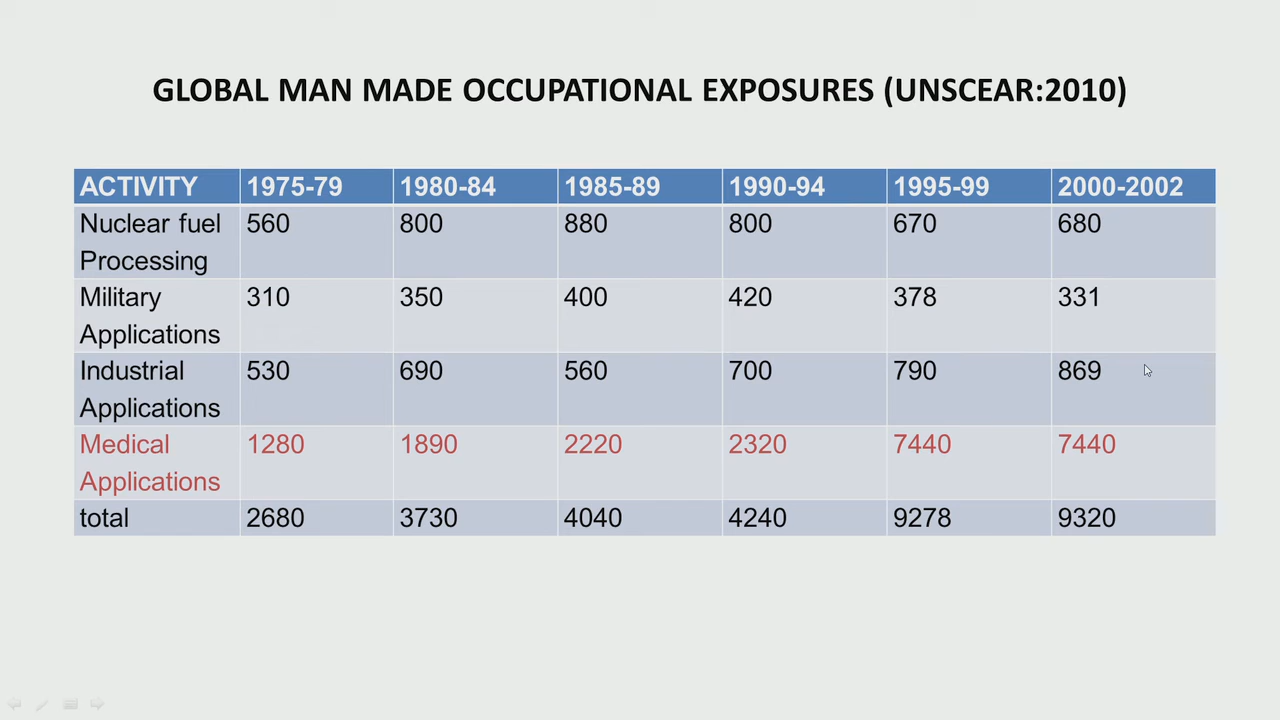 GLOBAL MAN MADE OCCUPATIONAL EXPOSURES (UNSCEAR:2010)
ACTIVITY 1975-79 1980-84 1985-89 1990-94 1995-99 2000-2002
Nuclear fuel 560 800 880 800 670 680
Processing
Military 310 350 400 420 378 331
Applications
Industrial 530 690 560 700 790 869
Applications
Medical 1280 1890 2220 2320 7440 7440
Applications
total 2680 3730 4040 4240 9278 9320